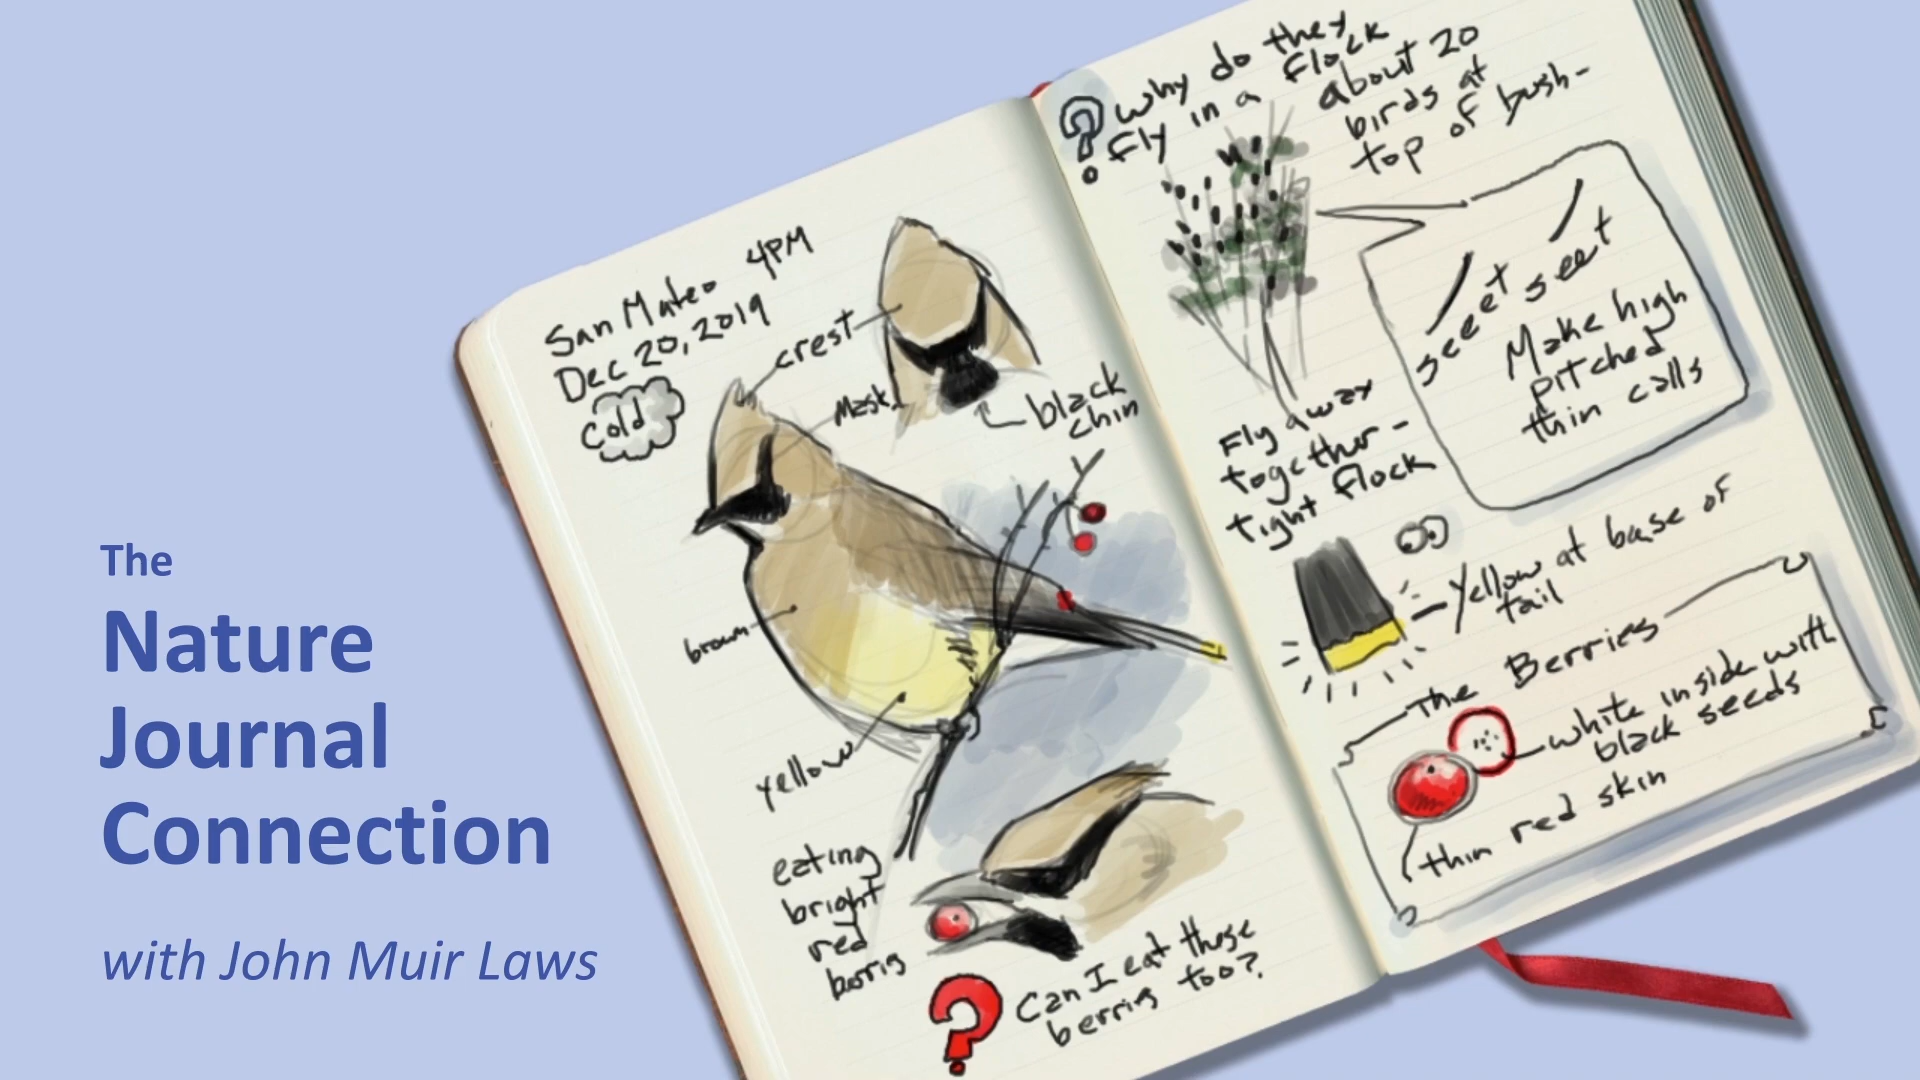 The
Nature
Journal
Connection
with John Muir Laws
San Mateo 4PM
Dec 20, 2019
cold
crest
Mask
black
chin
brown
yellow
eating
bright
red
berris
Can I eat these
berries too?
? Why do they
fly in a flock
about 20
birds at
top of bush-
seeet seeet
Make high
pitched
thin calls
Fly away
together-
tight flock
Yellow at base of
tail
The Berries
white inside with
black seeds
thin red skin